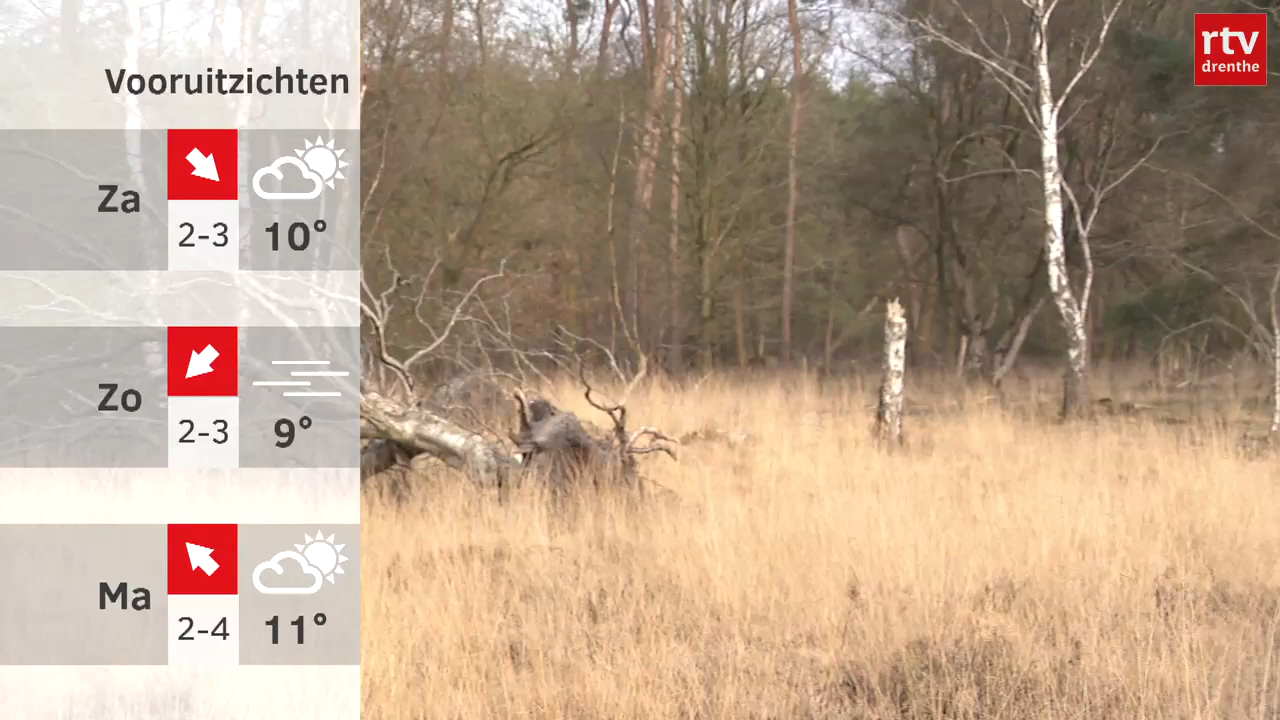 Vooruitzichten
rtv
drenthe
Za
2-3
10°
Zo
2-3
9°
Ma
2-4
11°